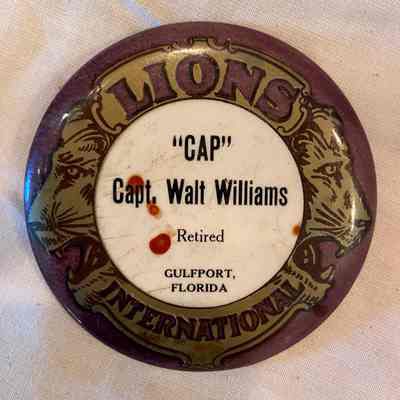 LIONS
"CAP"
Capt. Walt Williams
Retired
GULFPORT,
FLORIDA
INTERNATIONAL